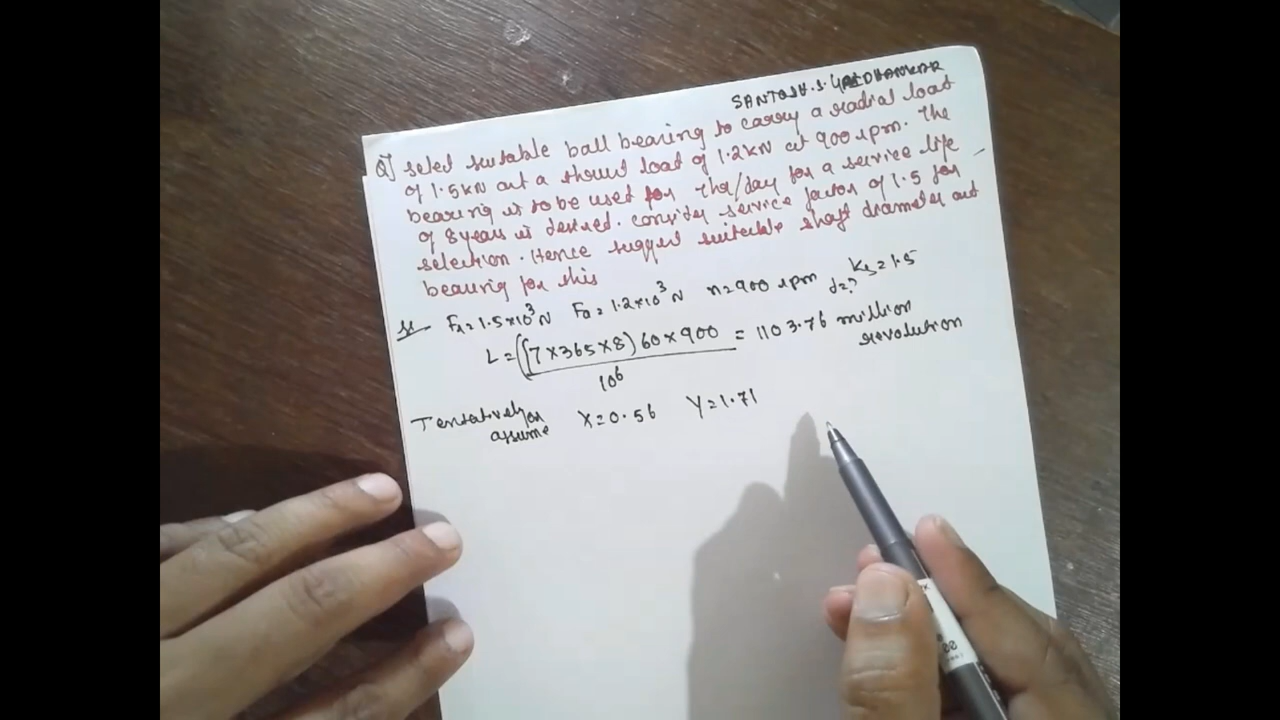 SANTOSH.S.
Q] select suitable ball bearing to carry a radial load
of 1.5kN and a thrust load of 1.2kN at 900 rpm. The
bearing is to be used for 7hr/day for a service life
of 8 years is desired. consider service factor of 1.5 for
selection. Hence suggest suitable shaft diameter and
bearing for this
Fr=1.5×10³N Fa=1.2×10³N n=900 rpm d=? ks=1.5
L=((7×365×8)60×900 = 1103.76 million
revolution
10⁶
Tentatively
assume X=0.56 Y=1.71